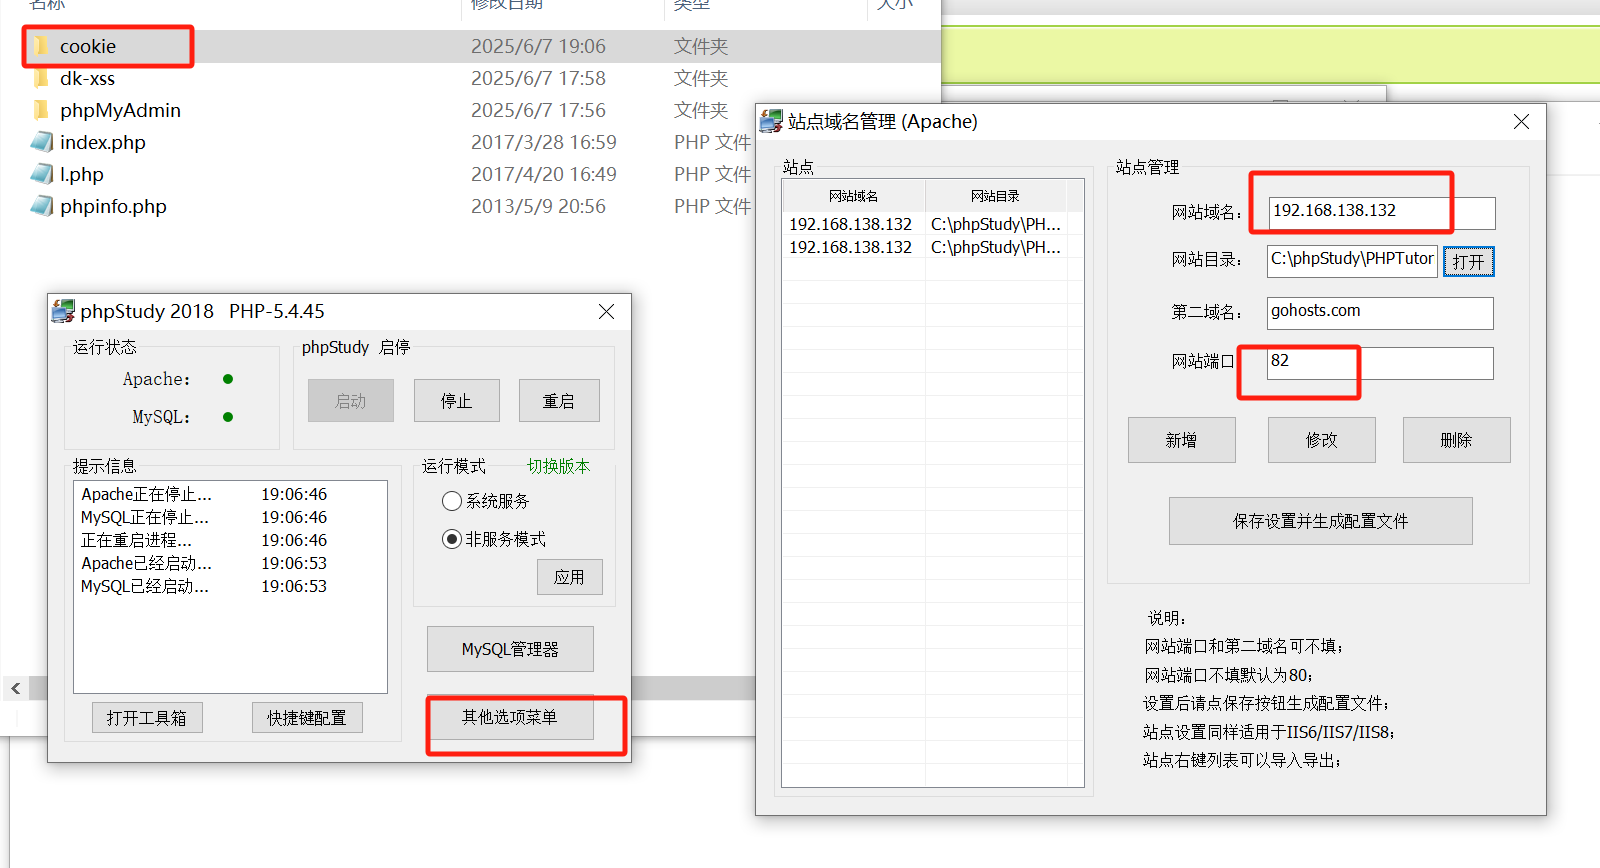 名称 修改日期 类型 大小
cookie 2025/6/7 19:06 文件夹
dk-xss 2025/6/7 17:58 文件夹
phpMyAdmin 2025/6/7 17:56 文件夹
index.php 2017/3/28 16:59 PHP 文件
l.php 2017/4/20 16:49 PHP 文件
phpinfo.php 2013/5/9 20:56 PHP 文件
phpStudy 2018 PHP-5.4.45
运行状态
Apache:
MySQL:
phpStudy 启停
启动 停止 重启
提示信息
Apache正在停止... 19:06:46
MySQL正在停止... 19:06:46
正在重启进程... 19:06:46
Apache已经启动... 19:06:53
MySQL已经启动... 19:06:53
打开工具箱 快捷键配置
运行模式 切换版本
系统服务
非服务模式
应用
MySQL管理器
其他选项菜单
站点域名管理 (Apache)
站点
网站域名 网站目录
192.168.138.132 C:\phpStudy\PH...
192.168.138.132 C:\phpStudy\PH...
站点管理
网站域名: 192.168.138.132
网站目录: C:\phpStudy\PHPTutor 打开
第二域名: gohosts.com
网站端口 82
新增 修改 删除
保存设置并生成配置文件
说明:
网站端口和第二域名可不填;
网站端口不填默认为80;
设置后请点保存按钮生成配置文件;
站点设置同样适用于IIS6/IIS7/IIS8;
站点右键列表可以导入导出;